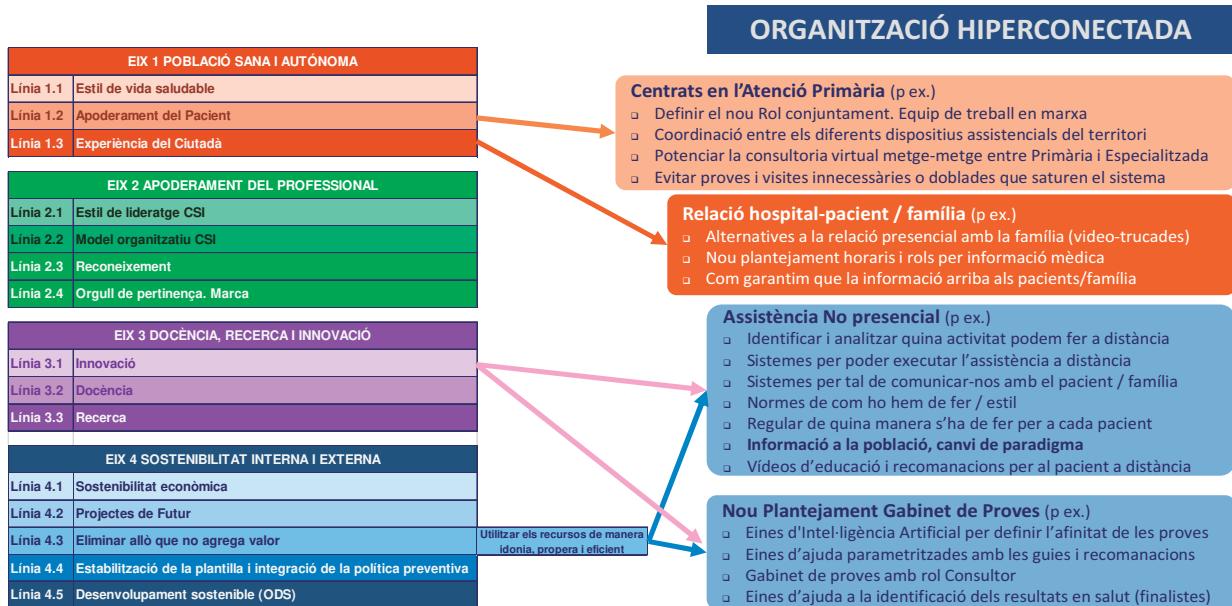 ORGANITZACIÓ HIPERCONECTADA
EIX 1 POBLACIÓ SANA I AUTÓNOMA
Línia 1.1 Estil de vida saludable
Línia 1.2 Apoderament del Pacient
Línia 1.3 Experiència del Ciutadà
EIX 2 APODERAMENT DEL PROFESSIONAL
Línia 2.1 Estil de lideratge CSI
Línia 2.2 Model organitzatiu CSI
Línia 2.3 Reconeixement
Línia 2.4 Orgull de pertinença. Marca
EIX 3 DOCÈNCIA, RECERCA I INNOVACIÓ
Línia 3.1 Innovació
Línia 3.2 Docència
Línia 3.3 Recerca
EIX 4 SOSTENIBILITAT INTERNA I EXTERNA
Línia 4.1 Sostenibilitat econòmica
Línia 4.2 Projectes de Futur
Línia 4.3 Eliminar allò que no agrega valor
Línia 4.4 Estabilització de la plantilla i integració de la política preventiva
Línia 4.5 Desenvolupament sostenible (ODS)
Utilitzar els recursos de manera
idonia, propera i eficient
Centrats en l'Atenció Primària (p ex.)
Definir el nou Rol conjuntament. Equip de treball en marxa
Coordinació entre els diferents dispositius assistencials del territori
Potenciar la consultoria virtual metge-metge entre Primària i Especialitzada
Evitar proves i visites innecessàries o doblades que saturen el sistema
Relació hospital-pacient / família (p ex.)
Alternatives a la relació presencial amb la família (video-trucades)
Nou plantejament horaris i rols per informació mèdica
Com garantim que la informació arriba als pacients/família
Assistència No presencial (p ex.)
Identificar i analitzar quina activitat podem fer a distància
Sistemes per poder executar l'assistència a distància
Sistemes per tal de comunicar-nos amb el pacient / família
Normes de com ho hem de fer / estil
Regular de quina manera s'ha de fer per a cada pacient
Informació a la població, canvi de paradigma
Vídeos d'educació i recomanacions per al pacient a distància
Nou Plantejament Gabinet de Proves (p ex.)
Eines d'Intel·ligència Artificial per definir l'afinitat de les proves
Eines d'ajuda parametritzades amb les guies i recomanacions
Gabinet de proves amb rol Consultor
Eines d'ajuda a la identificació dels resultats en salut (finalistes)